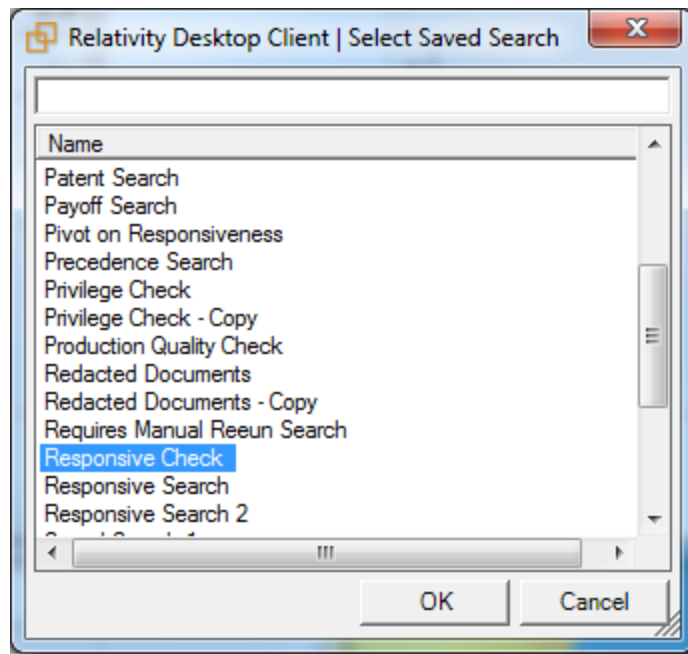 Relativity Desktop Client | Select Saved Search
Name
Patent Search
Payoff Search
Pivot on Responsiveness
Precedence Search
Privilege Check
Privilege Check - Copy
Production Quality Check
Redacted Documents
Redacted Documents - Copy
Requires Manual Reeun Search
Responsive Check
Responsive Search
Responsive Search 2
OK
Cancel